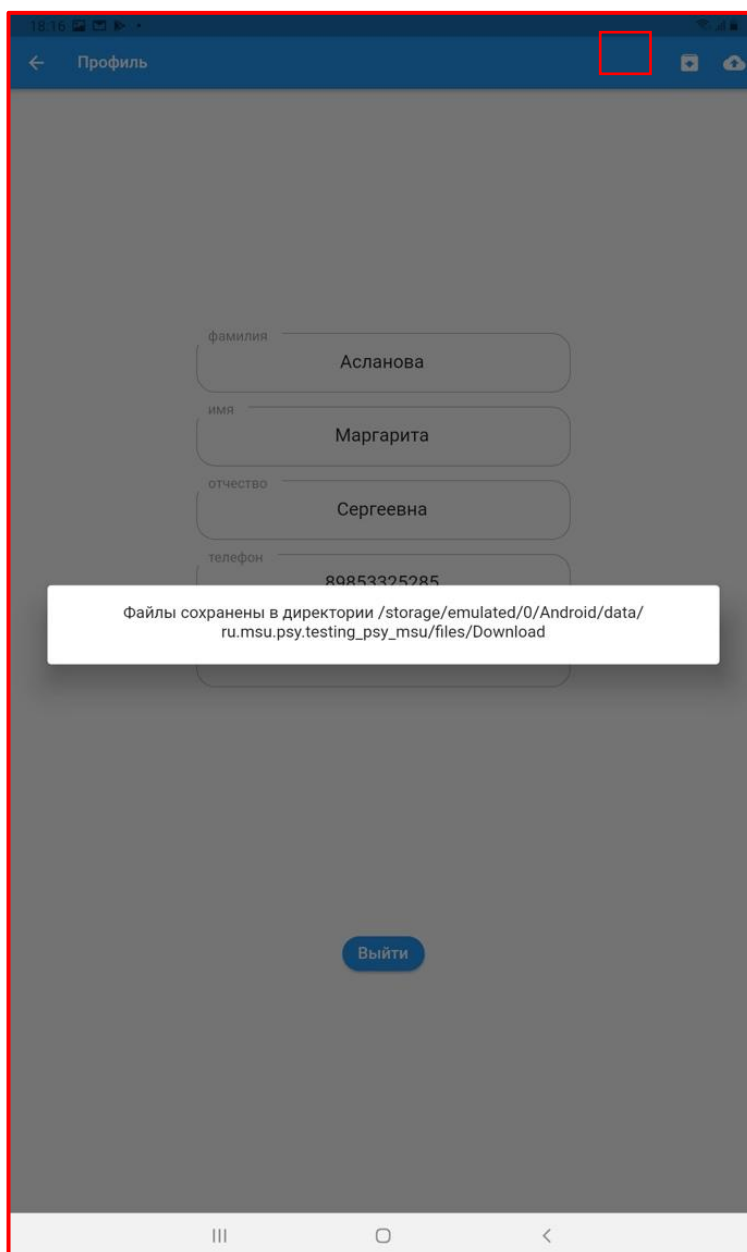 18:16
Профиль
фамилия
Асланова
имя
Маргарита
отчество
Сергеевна
телефон
89853325285
Файлы сохранены в директории /storage/emulated/0/Android/data/
ru.msu.psy.testing_psy_msu/files/Download
Выйти